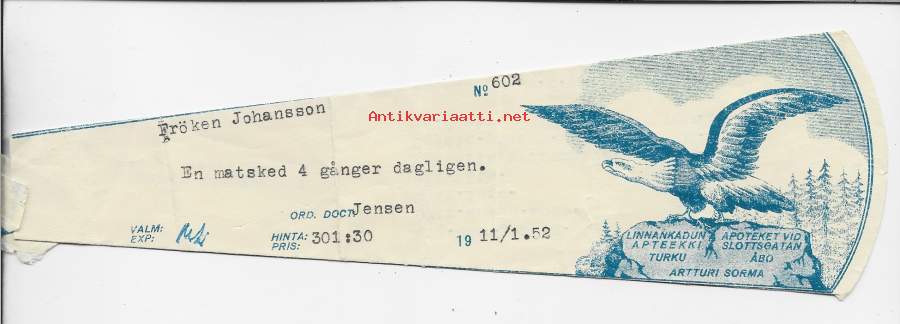 № 602
Fröken Johansson
Antikvariaatti.net
En matsked 4 gånger dagligen.
ORD. DOCT. Jensen
VALM:
EXP:
HINTA:
PRIS: 301:30
19 11/1.52
LINNANKADUN APOTEKET VID
APTEEKKI SLOTTSGATAN
TURKU ÅBO
ARTTURI SORMA